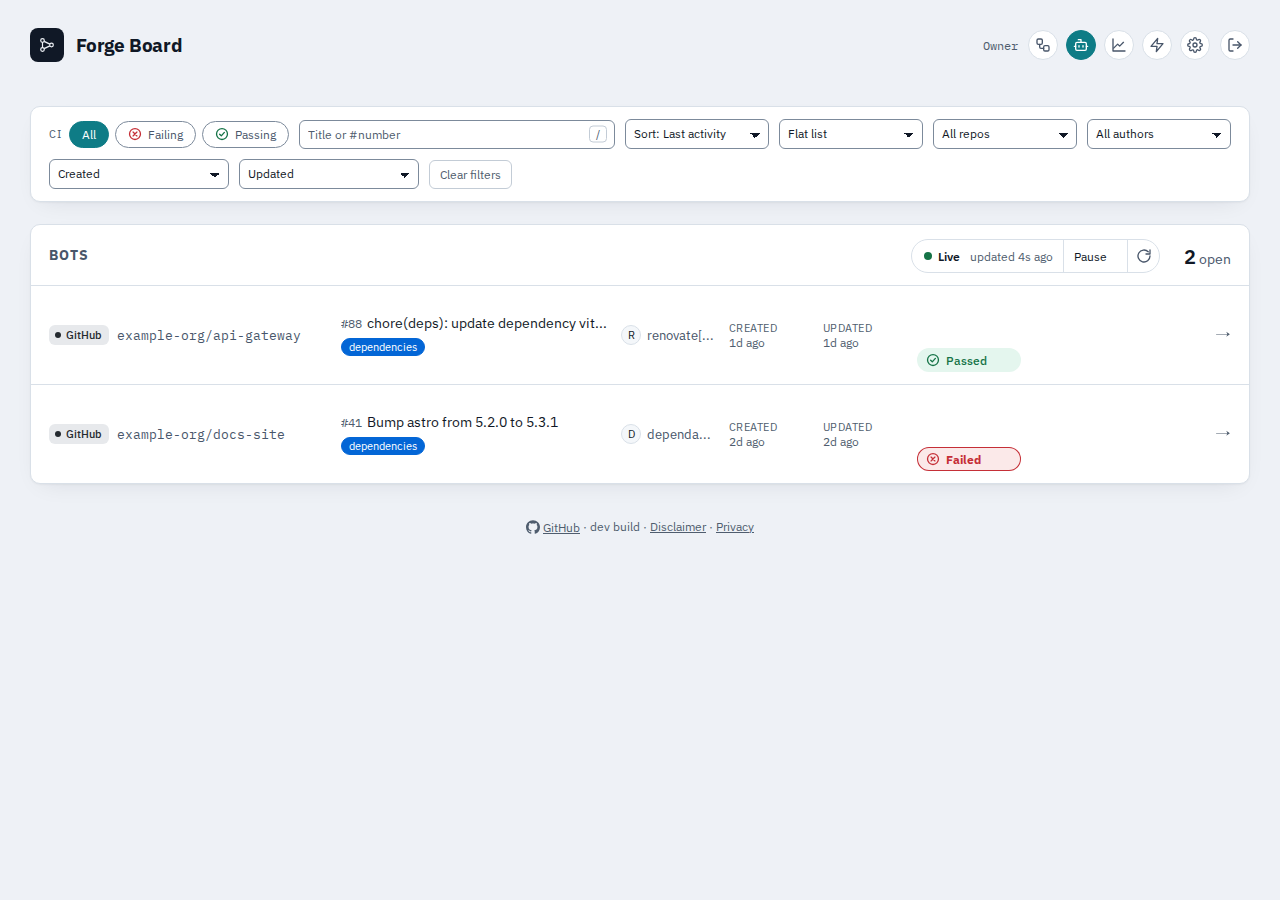 Forge Board
Owner
CI All Failing Passing Title or #number / Sort: Last activity Flat list All repos All authors
Created Updated Clear filters
BOTS
Live updated 4s ago Pause 2 open
GitHub example-org/api-gateway #88 chore(deps): update dependency vit… R renovate[… CREATED 1d ago UPDATED 1d ago →
dependencies
Passed
GitHub example-org/docs-site #41 Bump astro from 5.2.0 to 5.3.1 Dependa… CREATED 2d ago UPDATED 2d ago →
dependencies
Failed
GitHub · dev build · Disclaimer · Privacy